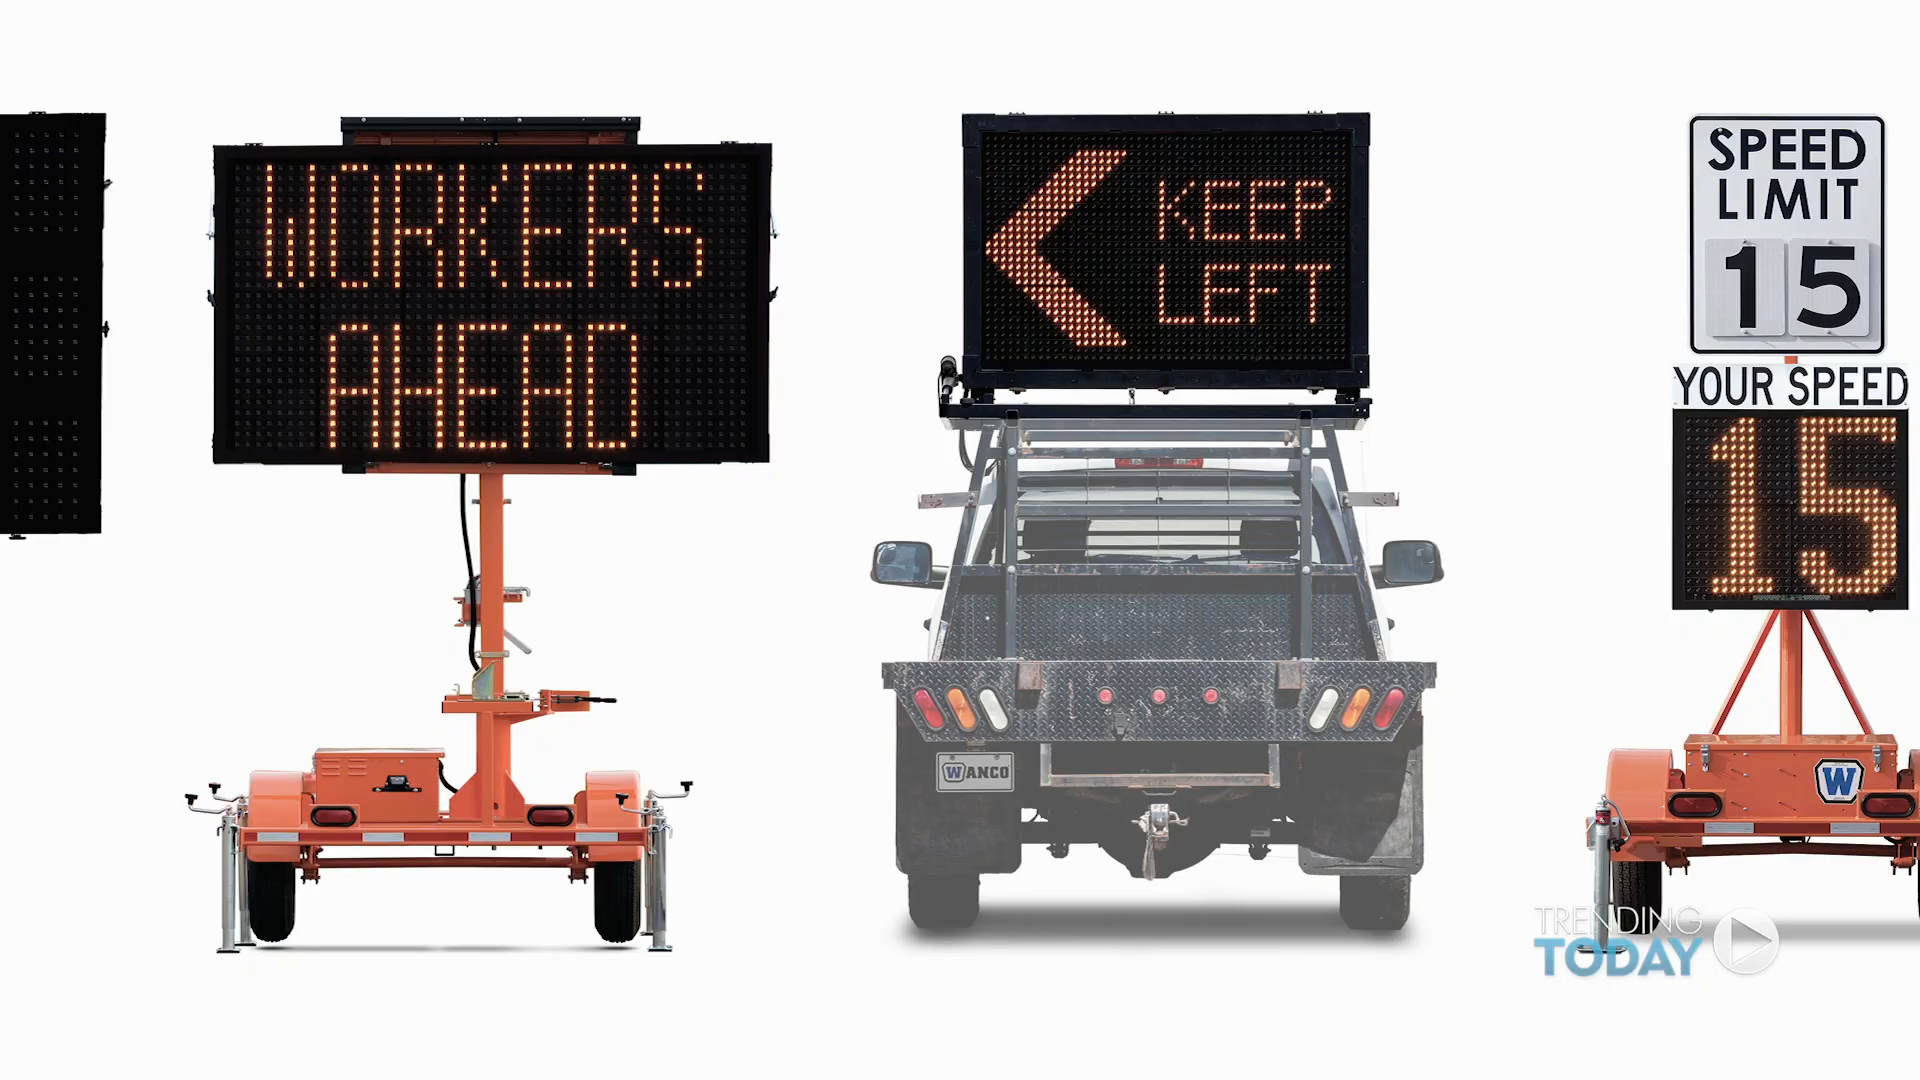 WORKERS
AHEAD
KEEP
LEFT
WANCO
SPEED
LIMIT
15
YOUR SPEED
15
W
TRENDING
TODAY